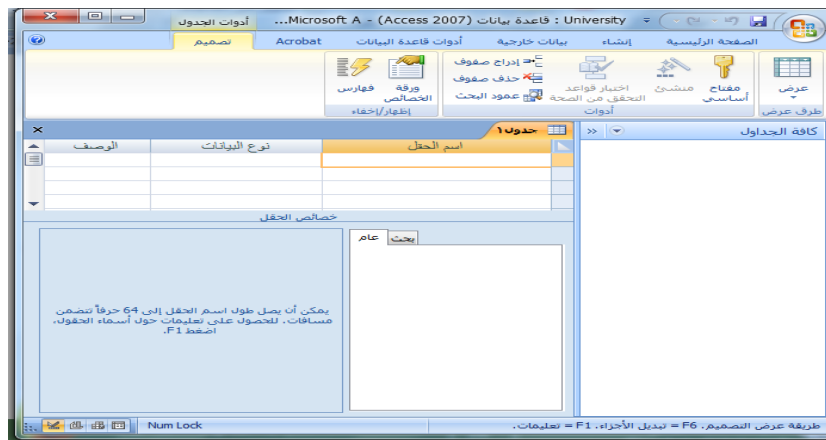 University : قاعدة بيانات (Access 2007) - Microsoft A...
أدوات الجدول
الصفحة الرئيسية إنشاء بيانات خارجية أدوات قاعدة البيانات Acrobat تصميم
عرض
طرق عرض
مفتاح أساسي
منشئ
اختبار قواعد التحقق من الصحة
إدراج صفوف
حذف صفوف
عمود البحث
أدوات
ورقة الخصائص
فهارس
إظهار/إخفاء
كافة الجداول
جدول١
اسم الحقل نوع البيانات الوصف
خصائص الحقل
عام بحث
يمكن أن يصل طول اسم الحقل إلى 64 حرفاً تتضمن
مسافات. للحصول على تعليمات حول أسماء الحقول،
اضغط F1.
طريقة عرض التصميم. F6 = تبديل الأجزاء. F1 = تعليمات.
Num Lock